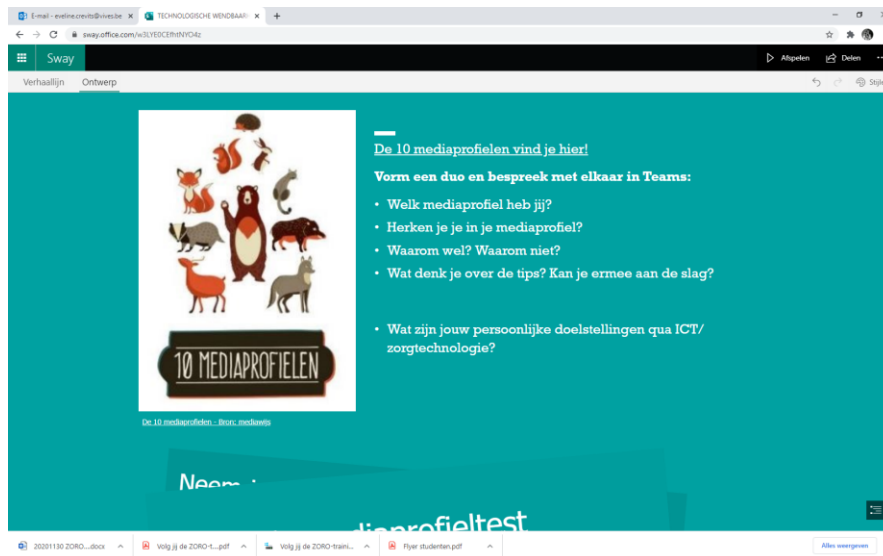 E-mail - eveline.crevits@vives.be
TECHNOLOGISCHE WENDBAAR
sway.office.com/w3LYE0CEfhtNYO4z
Sway
Afspelen
Delen
Verhaallijn
Ontwerp
Stijle
De 10 mediaprofielen vind je hier!
Vorm een duo en bespreek met elkaar in Teams:
• Welk mediaprofiel heb jij?
• Herken je je in je mediaprofiel?
• Waarom wel? Waarom niet?
• Wat denk je over de tips? Kan je ermee aan de slag?
• Wat zijn jouw persoonlijke doelstellingen qua ICT/
zorgtechnologie?
10 MEDIAPROFIELEN
De 10 mediaprofielen - Bron: mediawijs
20201130 ZORO...docx
Volg jij de ZORO-t...pdf
Volg jij de ZORO-traini...
Flyer studenten.pdf
Alles weergeven